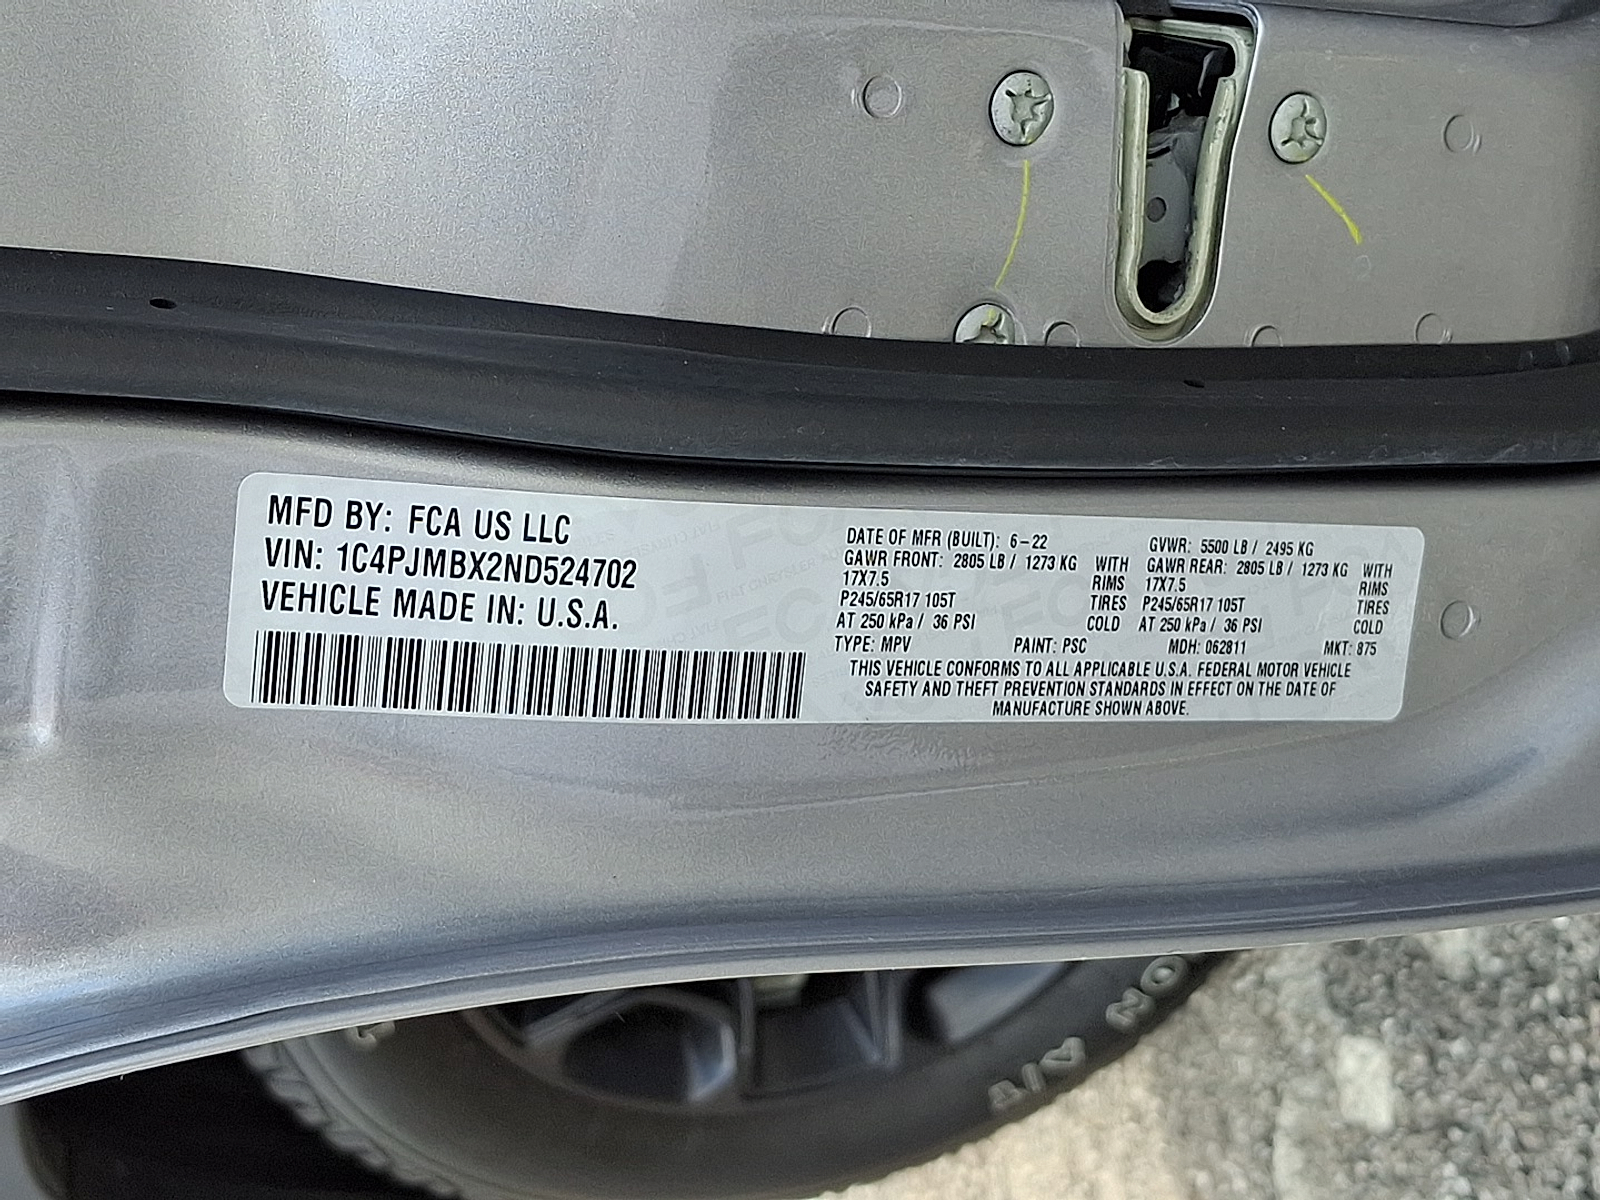 MFD BY: FCA US LLC
VIN: 1C4PJMBX2ND524702
VEHICLE MADE IN: U.S.A.
DATE OF MFR (BUILT): 6-22 GVWR: 5500 LB / 2495 KG
GAWR FRONT: 2805 LB / 1273 KG WITH GAWR REAR: 2805 LB / 1273 KG WITH
17X7.5 RIMS 17X7.5 RIMS
P245/65R17 105T TIRES P245/65R17 105T TIRES
AT 250 kPa / 36 PSI COLD AT 250 kPa / 36 PSI COLD
TYPE: MPV PAINT: PSC MDH: 062811 MKT: 875
THIS VEHICLE CONFORMS TO ALL APPLICABLE U.S.A. FEDERAL MOTOR VEHICLE
SAFETY AND THEFT PREVENTION STANDARDS IN EFFECT ON THE DATE OF
MANUFACTURE SHOWN ABOVE.
A/T